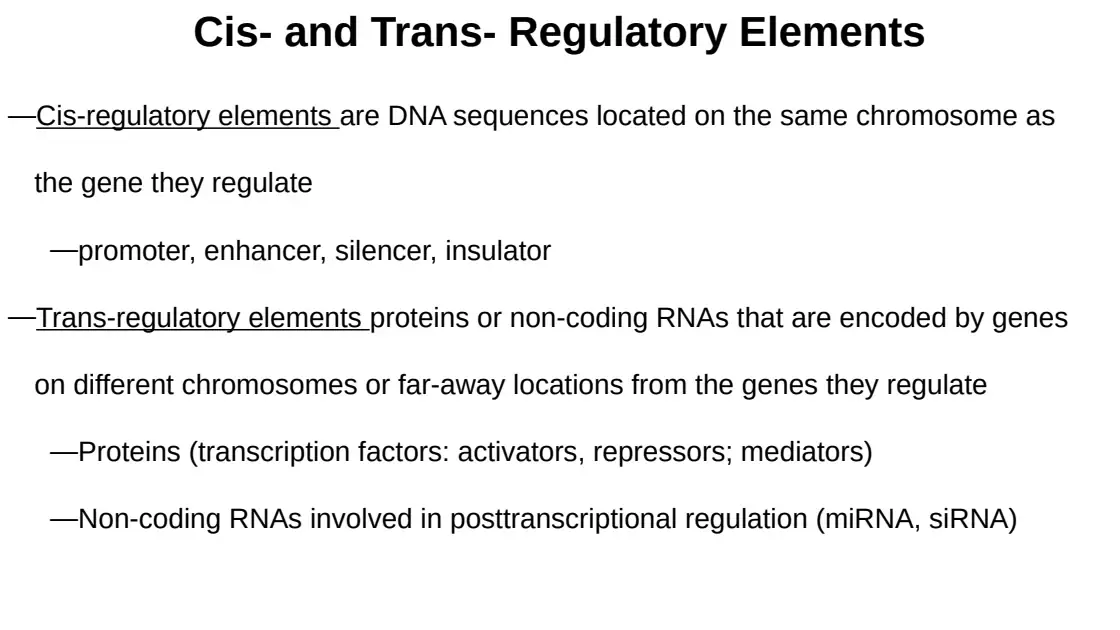 Cis- and Trans- Regulatory Elements
—Cis-regulatory elements are DNA sequences located on the same chromosome as
the gene they regulate
—promoter, enhancer, silencer, insulator
—Trans-regulatory elements proteins or non-coding RNAs that are encoded by genes
on different chromosomes or far-away locations from the genes they regulate
—Proteins (transcription factors: activators, repressors; mediators)
—Non-coding RNAs involved in posttranscriptional regulation (miRNA, siRNA)